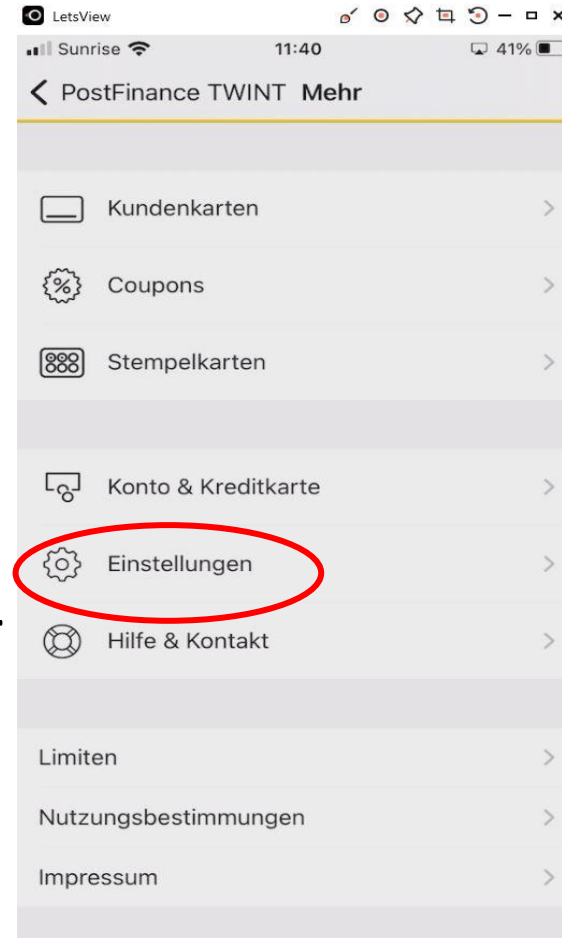 LetsView
Sunrise 11:40 41%
PostFinance TWINT Mehr
Kundenkarten
% Coupons
Stempelkarten
Konto & Kreditkarte
Einstellungen
Hilfe & Kontakt
Limiten
Nutzungsbestimmungen
Impressum